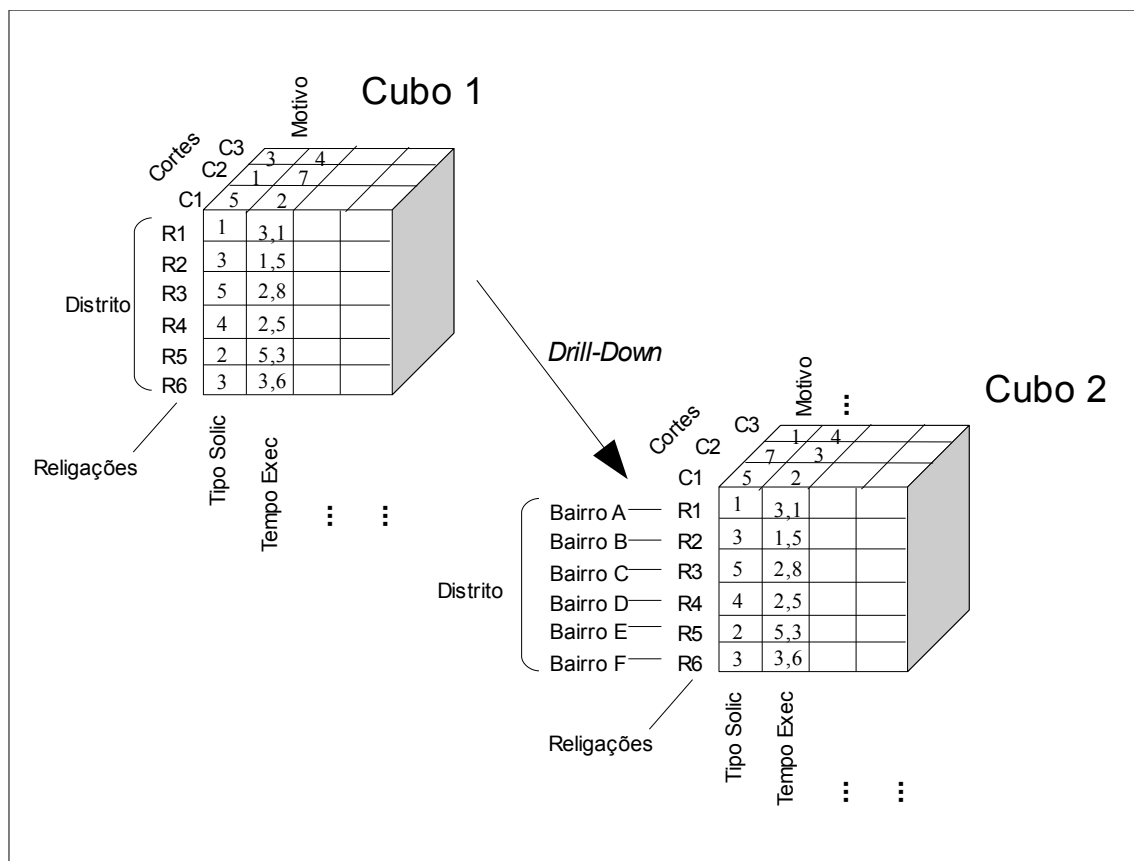 Cubo 1
Motivo
Cortes
C3 3 4
C2 1 7
C1 5 2
R1 1 3,1
R2 3 1,5
Distrito
R3 5 2,8
R4 4 2,5
R5 2 5,3
R6 3 3,6
Religações
Tipo Solic
Tempo Exec
...
...
Drill-Down
Cubo 2
Motivo
...
Cortes
C3 1 4
C2 7 3
C1 5 2
Bairro A R1 1 3,1
Bairro B R2 3 1,5
Distrito
Bairro C R3 5 2,8
Bairro D R4 4 2,5
Bairro E R5 2 5,3
Bairro F R6 3 3,6
Religações
Tipo Solic
Tempo Exec
...
...